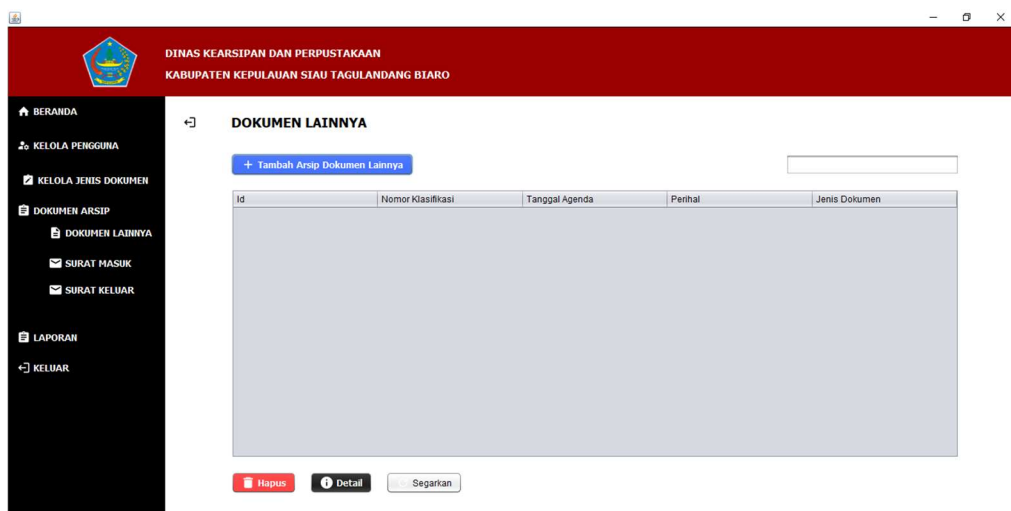 DINAS KEARSIPAN DAN PERPUSTAKAAN
KABUPATEN KEPULAUAN SIAU TAGULANDANG BIARO
BERANDA
KELOLA PENGGUNA
KELOLA JENIS DOKUMEN
DOKUMEN ARSIP
DOKUMEN LAINNYA
SURAT MASUK
SURAT KELUAR
LAPORAN
KELUAR
DOKUMEN LAINNYA
+ Tambah Arsip Dokumen Lainnya
Id Nomor Klasifikasi Tanggal Agenda Perihal Jenis Dokumen
Hapus Detail Segarkan